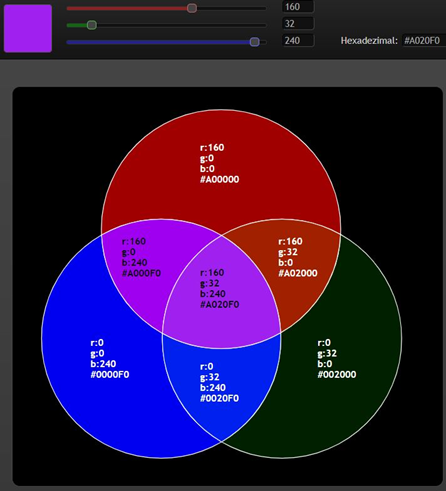 160
32
240
Hexadezimal: #A020F0
r:160
g:0
b:0
#A00000
r:160
g:0
b:240
#A000F0
r:160
g:32
b:240
#A020F0
r:160
g:32
b:0
#A02000
r:0
g:0
b:240
#0000F0
r:0
g:32
b:240
#0020F0
r:0
g:32
b:0
#002000